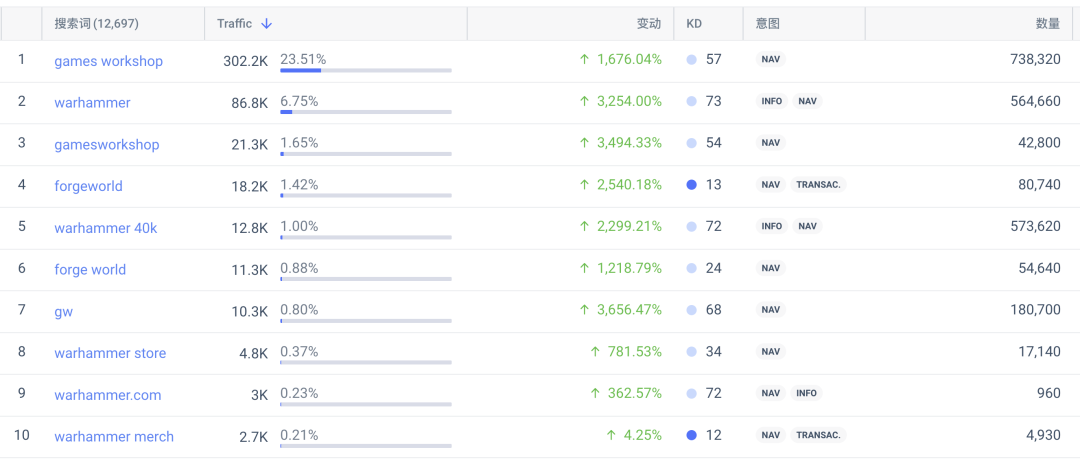 搜索词 (12,697) Traffic ↓ 变动 KD 意图 数量
1 games workshop 302.2K 23.51% ↑ 1,676.04% 57 NAV 738,320
2 warhammer 86.8K 6.75% ↑ 3,254.00% 73 INFO NAV 564,660
3 gamesworkshop 21.3K 1.65% ↑ 3,494.33% 54 NAV 42,800
4 forgeworld 18.2K 1.42% ↑ 2,540.18% 13 NAV TRANSAC. 80,740
5 warhammer 40k 12.8K 1.00% ↑ 2,299.21% 72 INFO NAV 573,620
6 forge world 11.3K 0.88% ↑ 1,218.79% 24 NAV 54,640
7 gw 10.3K 0.80% ↑ 3,656.47% 68 NAV 180,700
8 warhammer store 4.8K 0.37% ↑ 781.53% 34 NAV 17,140
9 warhammer.com 3K 0.23% ↑ 362.57% 72 NAV INFO 960
10 warhammer merch 2.7K 0.21% ↑ 4.25% 12 NAV TRANSAC. 4,930